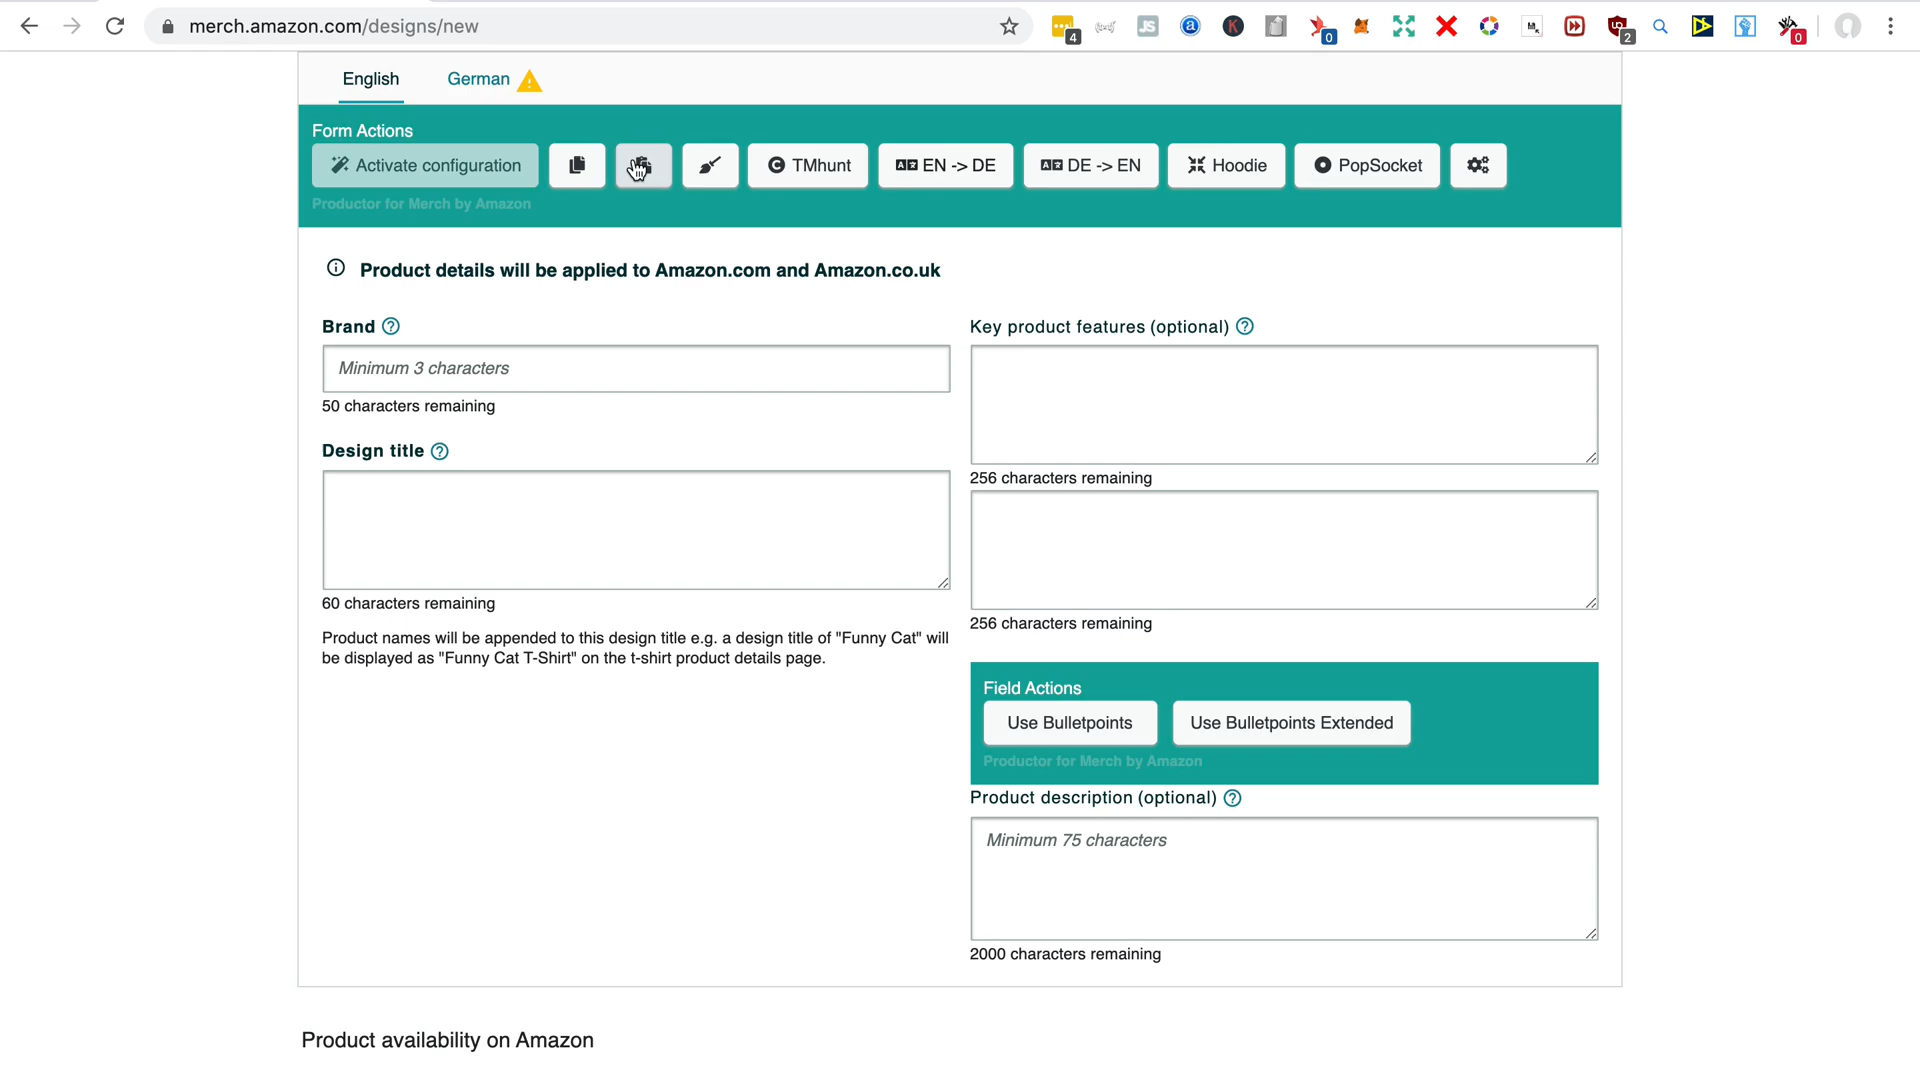 merch.amazon.com/designs/new
4
JS
a
K
0
2
0
English
German
Form Actions
Activate configuration
TMhunt
EN -> DE
DE -> EN
Hoodie
PopSocket
Productor for Merch by Amazon
Product details will be applied to Amazon.com and Amazon.co.uk
Brand
Minimum 3 characters
50 characters remaining
Design title
60 characters remaining
Product names will be appended to this design title e.g. a design title of "Funny Cat" will
be displayed as "Funny Cat T-Shirt" on the t-shirt product details page.
Key product features (optional)
256 characters remaining
256 characters remaining
Field Actions
Use Bulletpoints
Use Bulletpoints Extended
Productor for Merch by Amazon
Product description (optional)
Minimum 75 characters
2000 characters remaining
Product availability on Amazon